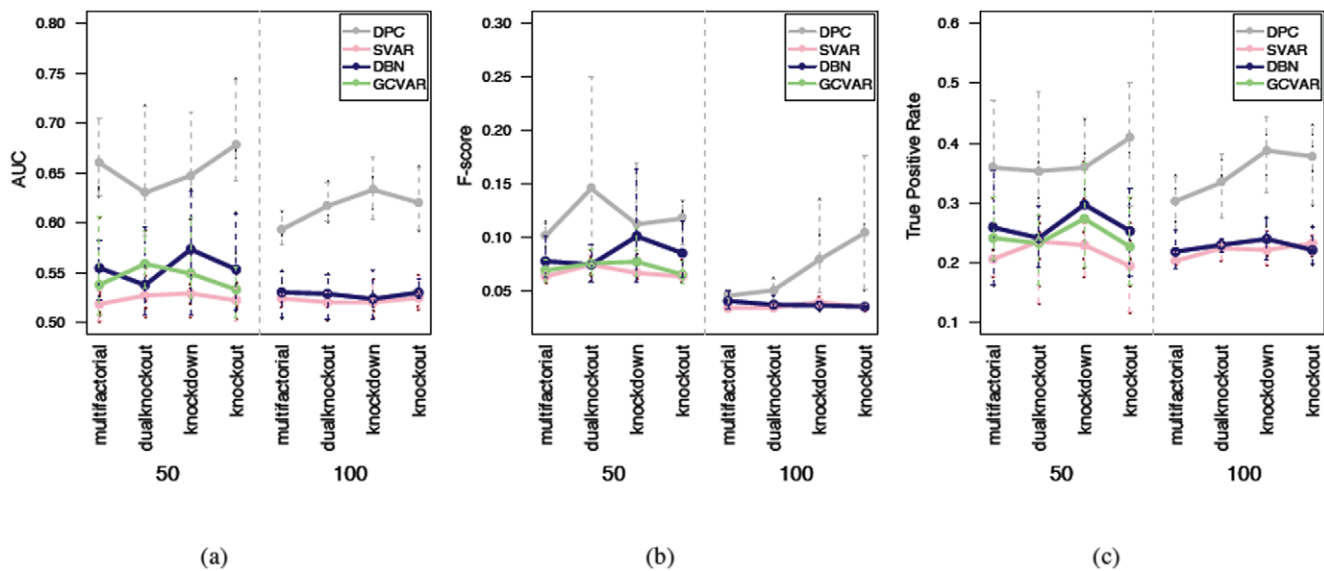 0.80
0.75
0.70
0.65
0.60
0.55
0.50
AUC
DPC
SVAR
DBN
GCVAR
multifactorial
dualknockout
knockdown
knockout
multifactorial
dualknockout
knockdown
knockout
50
100
(a)
0.30
0.25
0.20
0.15
0.10
0.05
F-score
DPC
SVAR
DBN
GCVAR
multifactorial
dualknockout
knockdown
knockout
multifactorial
dualknockout
knockdown
knockout
50
100
(b)
0.6
0.5
0.4
0.3
0.2
0.1
True Positive Rate
DPC
SVAR
DBN
GCVAR
multifactorial
dualknockout
knockdown
knockout
multifactorial
dualknockout
knockdown
knockout
50
100
(c)